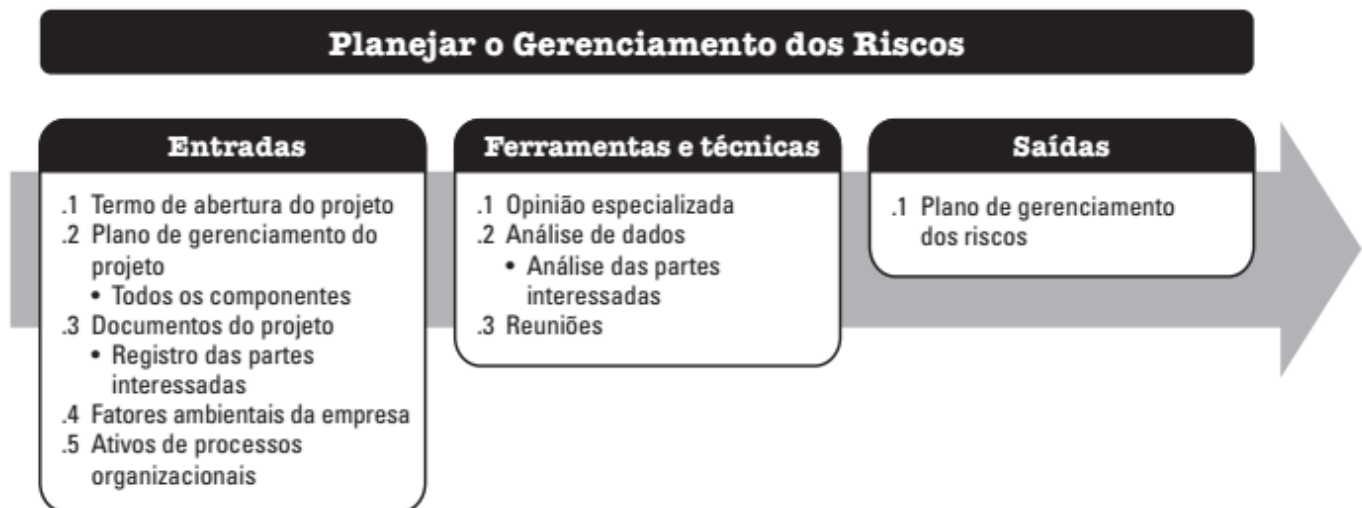 Planejar o Gerenciamento dos Riscos
Entradas
.1 Termo de abertura do projeto
.2 Plano de gerenciamento do
projeto
• Todos os componentes
.3 Documentos do projeto
• Registro das partes
interessadas
.4 Fatores ambientais da empresa
.5 Ativos de processos
organizacionais
Ferramentas e técnicas
.1 Opinião especializada
.2 Análise de dados
• Análise das partes
interessadas
.3 Reuniões
Saídas
.1 Plano de gerenciamento
dos riscos